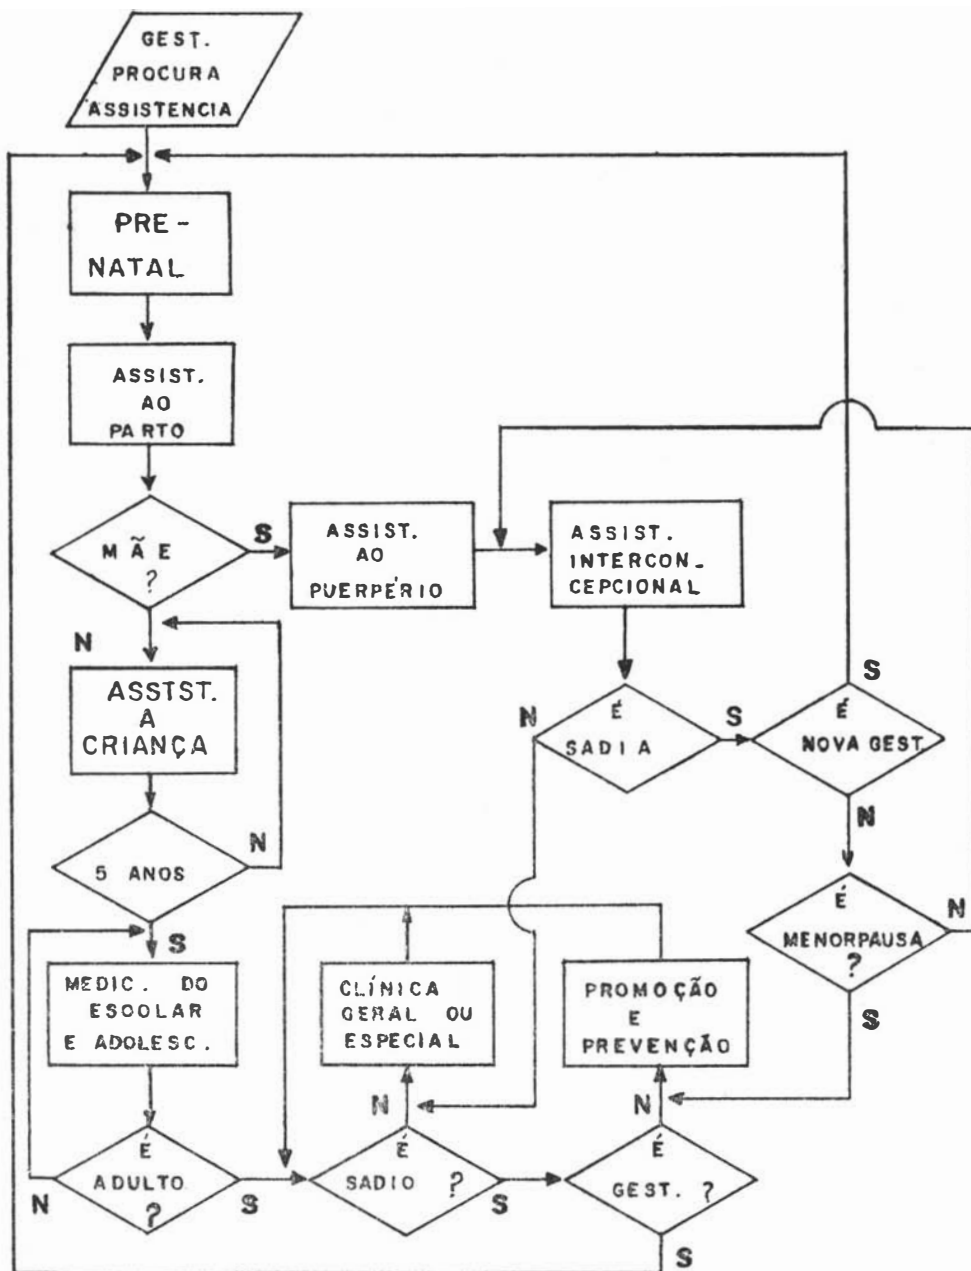 GEST.
PROCURA
ASSISTENCIA
PRE-
NATAL
ASSIST.
AO
PARTO
MÃE
?
S
N
ASSIST.
AO
PUERPÉRIO
ASSIST.
INTERCON_
CEPCIONAL
ASSTST.
A
CRIANÇA
É
SADIA
N
S
É
NOVA GEST.
S
N
5 ANOS
N
S
É
MENORPAUSA
?
N
S
MEDIC. DO
ESCOLAR
E ADOLESC.
CLÍNICA
GERAL OU
ESPECIAL
PROMOÇÃO
E
PREVENÇÃO
É
ADULTO
?
N
S
É
SADIO ?
N
S
É
GEST. ?
N
S